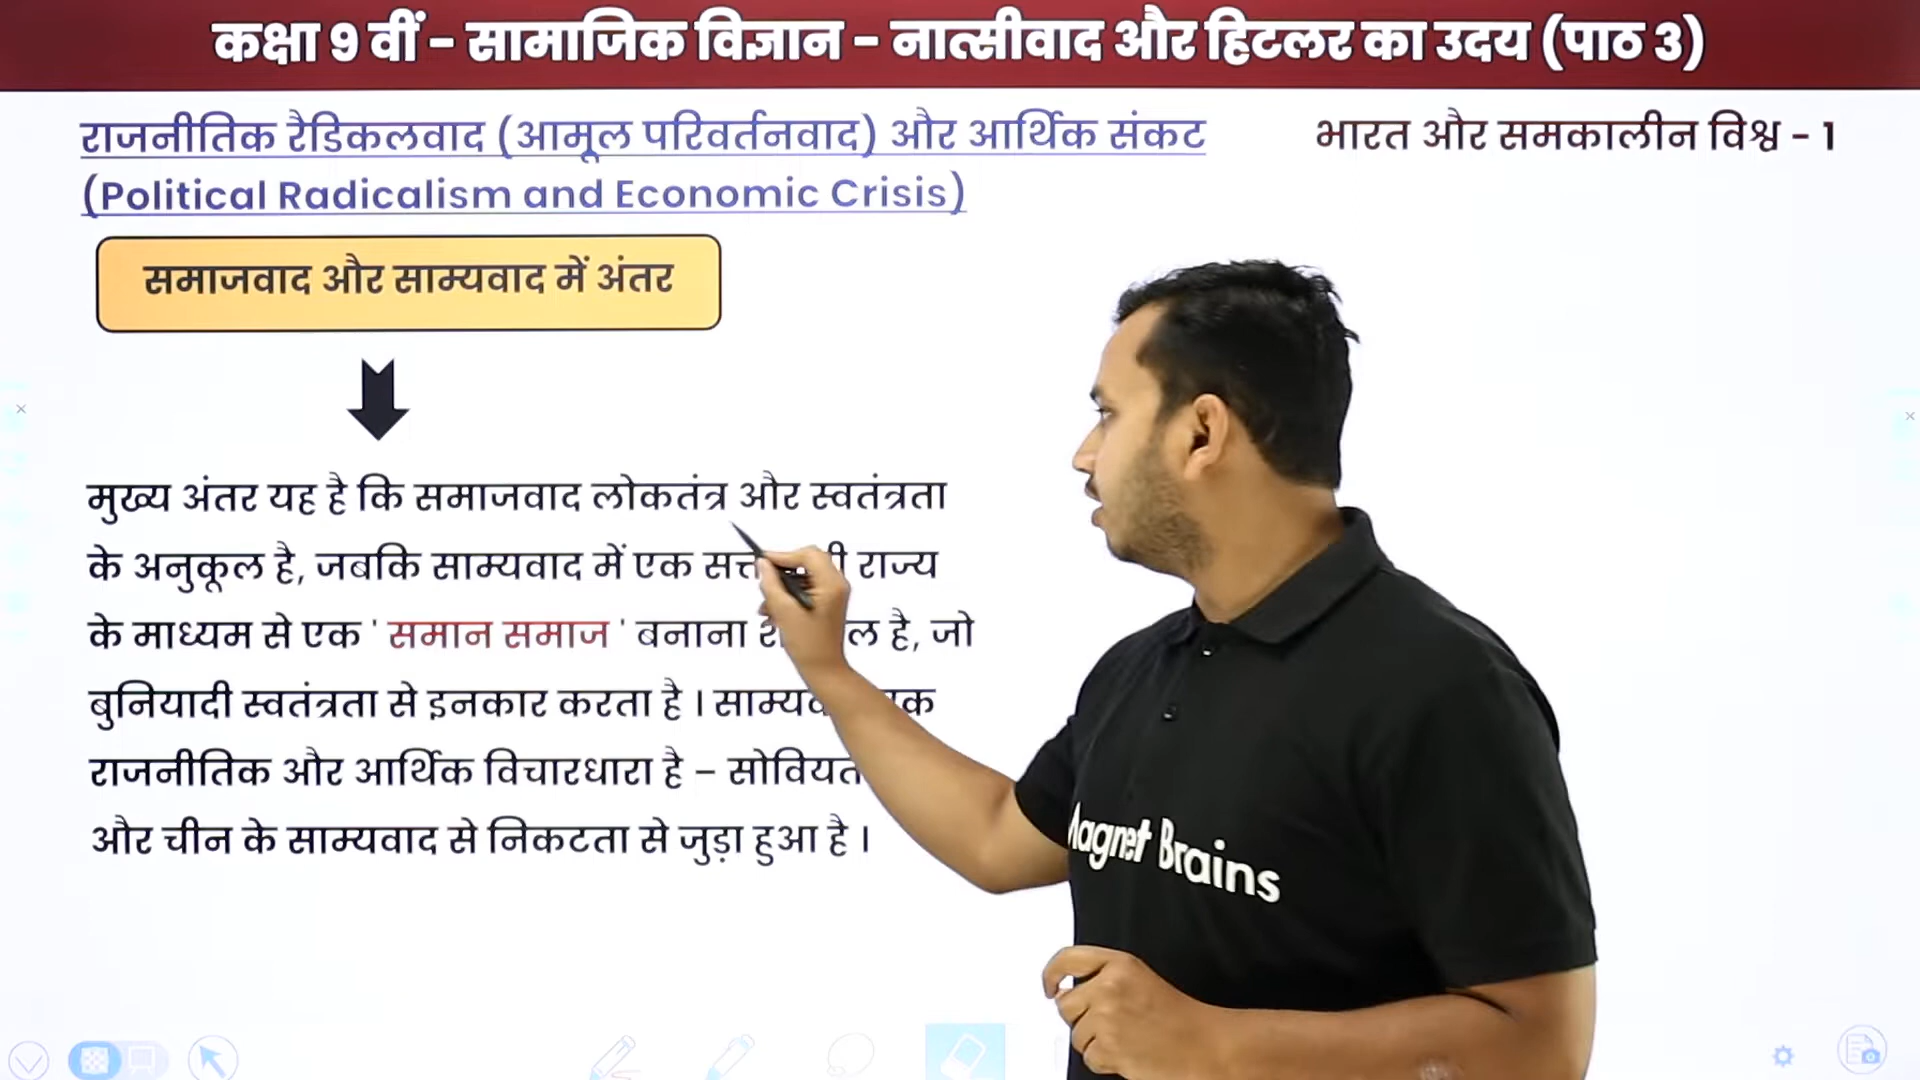 कक्षा 9 वीं - सामाजिक विज्ञान - नात्सीवाद और हिटलर का उदय (पाठ 3)
राजनीतिक रैडिकलवाद (आमूल परिवर्तनवाद) और आर्थिक संकट
भारत और समकालीन विश्व - 1
(Political Radicalism and Economic Crisis)
समाजवाद और साम्यवाद में अंतर
मुख्य अंतर यह है कि समाजवाद लोकतंत्र और स्वतंत्रता
के अनुकूल है, जबकि साम्यवाद में एक राज्य
के माध्यम से एक ' समान समाज ' बनाना है, जो
बुनियादी स्वतंत्रता से इनकार करता है ।
राजनीतिक और आर्थिक विचारधारा है – सोवियत
और चीन के साम्यवाद से निकटता से जुड़ा हुआ है ।
Magnet Brains